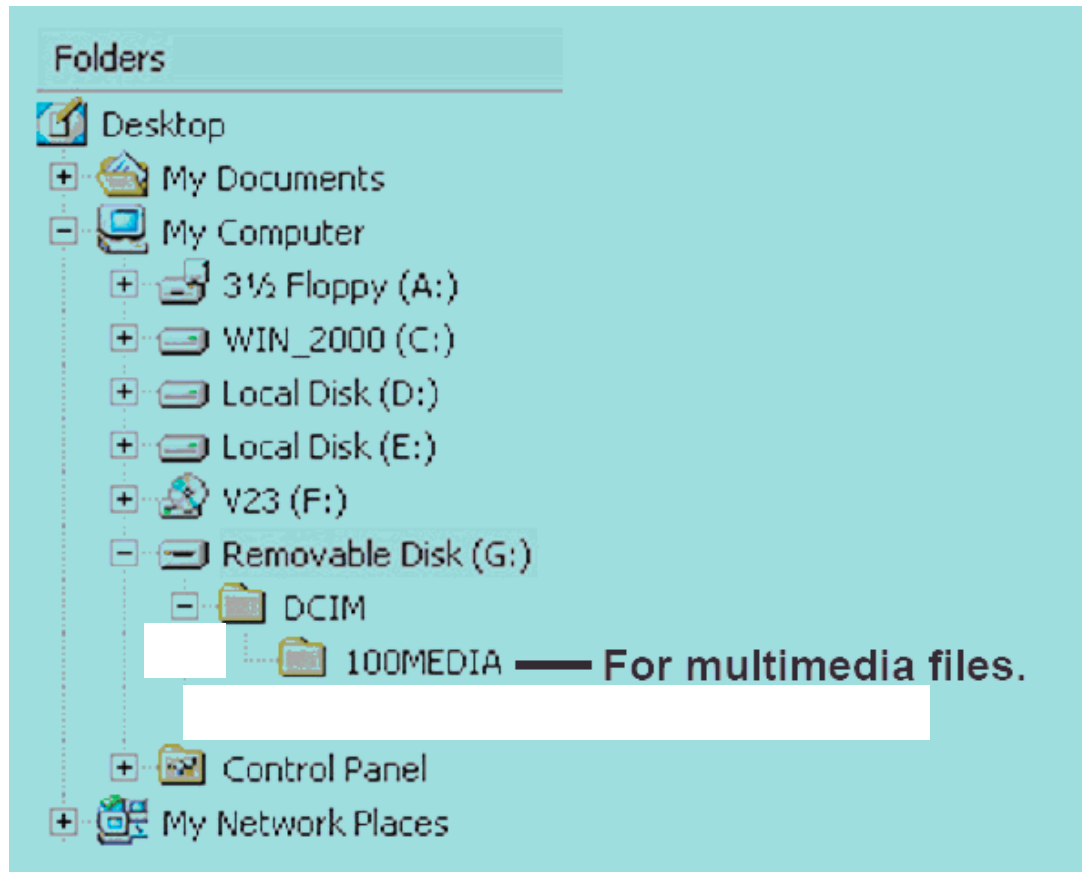 Folders
Desktop
My Documents
My Computer
3½ Floppy (A:)
WIN_2000 (C:)
Local Disk (D:)
Local Disk (E:)
V23 (F:)
Removable Disk (G:)
DCIM
100MEDIA — For multimedia files.
Control Panel
My Network Places